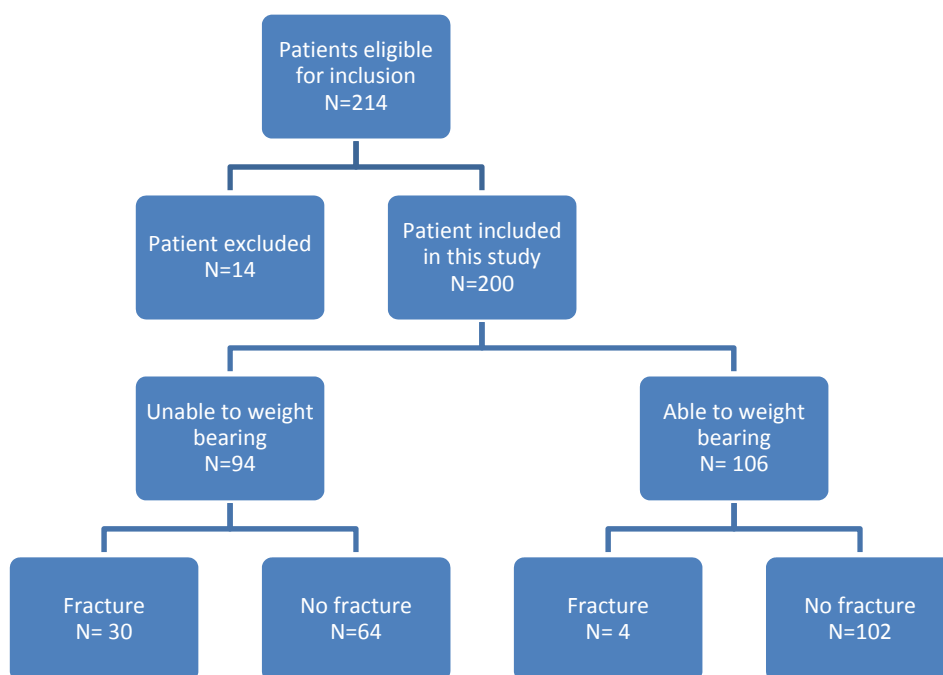 Patients eligible
for inclusion
N=214
Patient excluded
N=14
Patient included
in this study
N=200
Unable to weight
bearing
N=94
Able to weight
bearing
N= 106
Fracture
N= 30
No fracture
N=64
Fracture
N= 4
No fracture
N=102